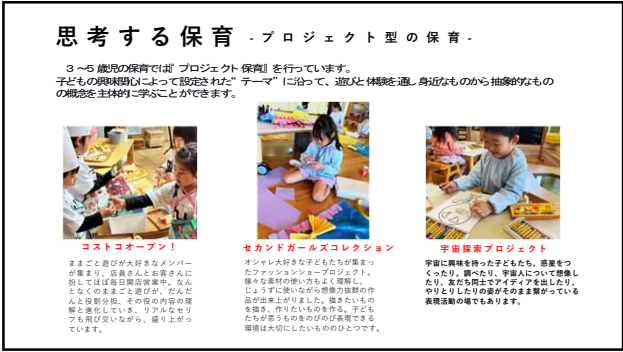 思考する保育 -プロジェクト型の保育-
3～5歳児の保育では『プロジェクト保育』を行っています。
子どもの興味関心によって設定された“テーマ”に沿って、遊びと体験を通し身近なものから抽象的なもの
の概念を主体的に学ぶことができます。
コストコオープン！
ままごと遊びが大好きなメンバー
が集まり、店員さんとお客さんに
扮してほぼ毎日開店営業中。なん
となくのままごと遊びが、だんだ
んと役割分担、その役の内容の理
解と進化していき、リアルなセリ
フも飛び交いながら、盛り上がっ
ています。
セカンドガールズコレクション
オシャレ大好きな子どもたちが集まっ
たファッションショープロジェクト。
様々な素材の使い方もよく理解し、
じょうずに使いながら想像力抜群の作
品が出来上がりました。描きたいもの
を描き、作りたいものを作る。子ども
たちが思うものをのびのび表現できる
環境は大切にしたいもののひとつです。
宇宙探索プロジェクト
宇宙に興味を持った子どもたち。惑星をつ
くったり。調べたり、宇宙人について想像し
たり、友だち同士でアイディアを出したり、
やりとりしたりの姿がそのまま繋がっている
表現活動の場でもあります。